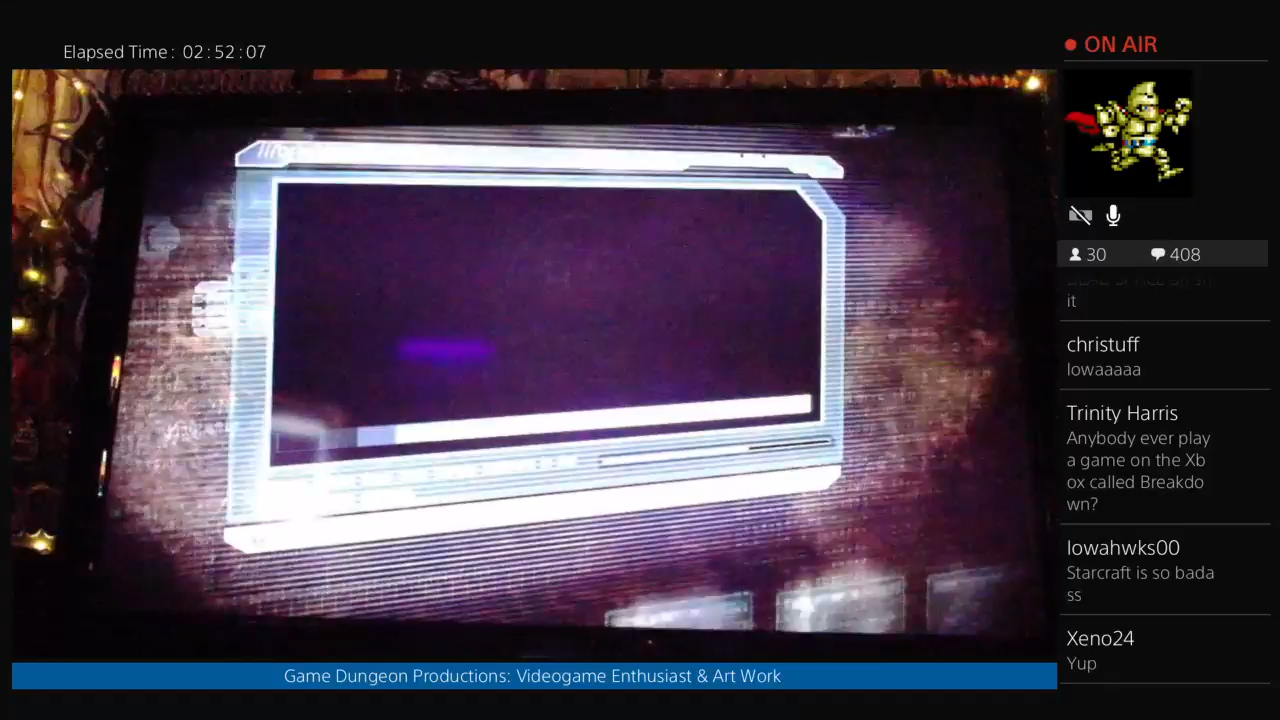 Elapsed Time: 02:52:07
ON AIR
30
408
it
christuff
Iowaaaaa
Trinity Harris
Anybody ever play
a game on the Xb
ox called Breakdo
wn?
Iowahwks00
Starcraft is so bada
ss
Xeno24
Yup
Game Dungeon Productions: Videogame Enthusiast & Art Work